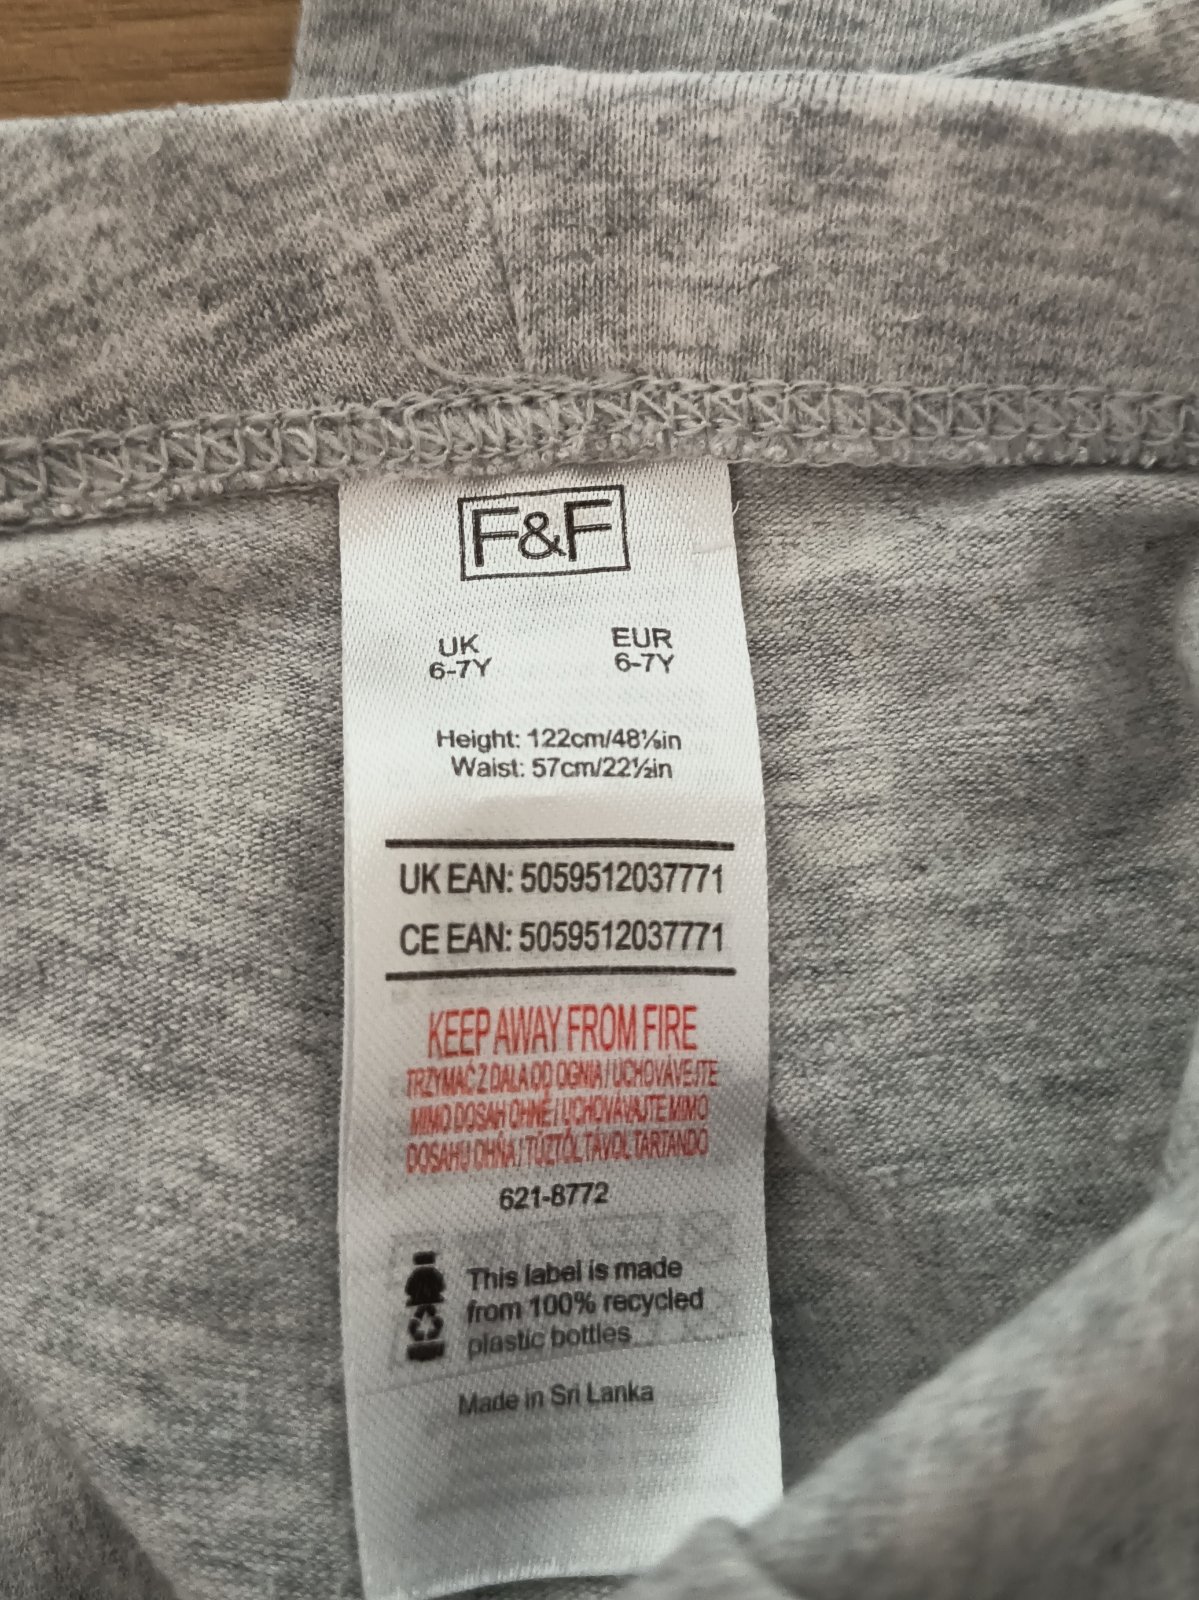 F&F
UK EUR
6-7Y 6-7Y
Height: 122cm/48⅛in
Waist: 57cm/22½in
UK EAN: 5059512037771
CE EAN: 5059512037771
KEEP AWAY FROM FIRE
TRZYMAĆ Z DALA OD OGNIA / UCHOVÁVEJTE
MIMO DOSAH OHNĚ / UCHOVÁVAJTE MIMO
DOSAHU OHŇA / TŰZTŐL TÁVOL TARTANDÓ
621-8772
This label is made
from 100% recycled
plastic bottles
Made in Sri Lanka